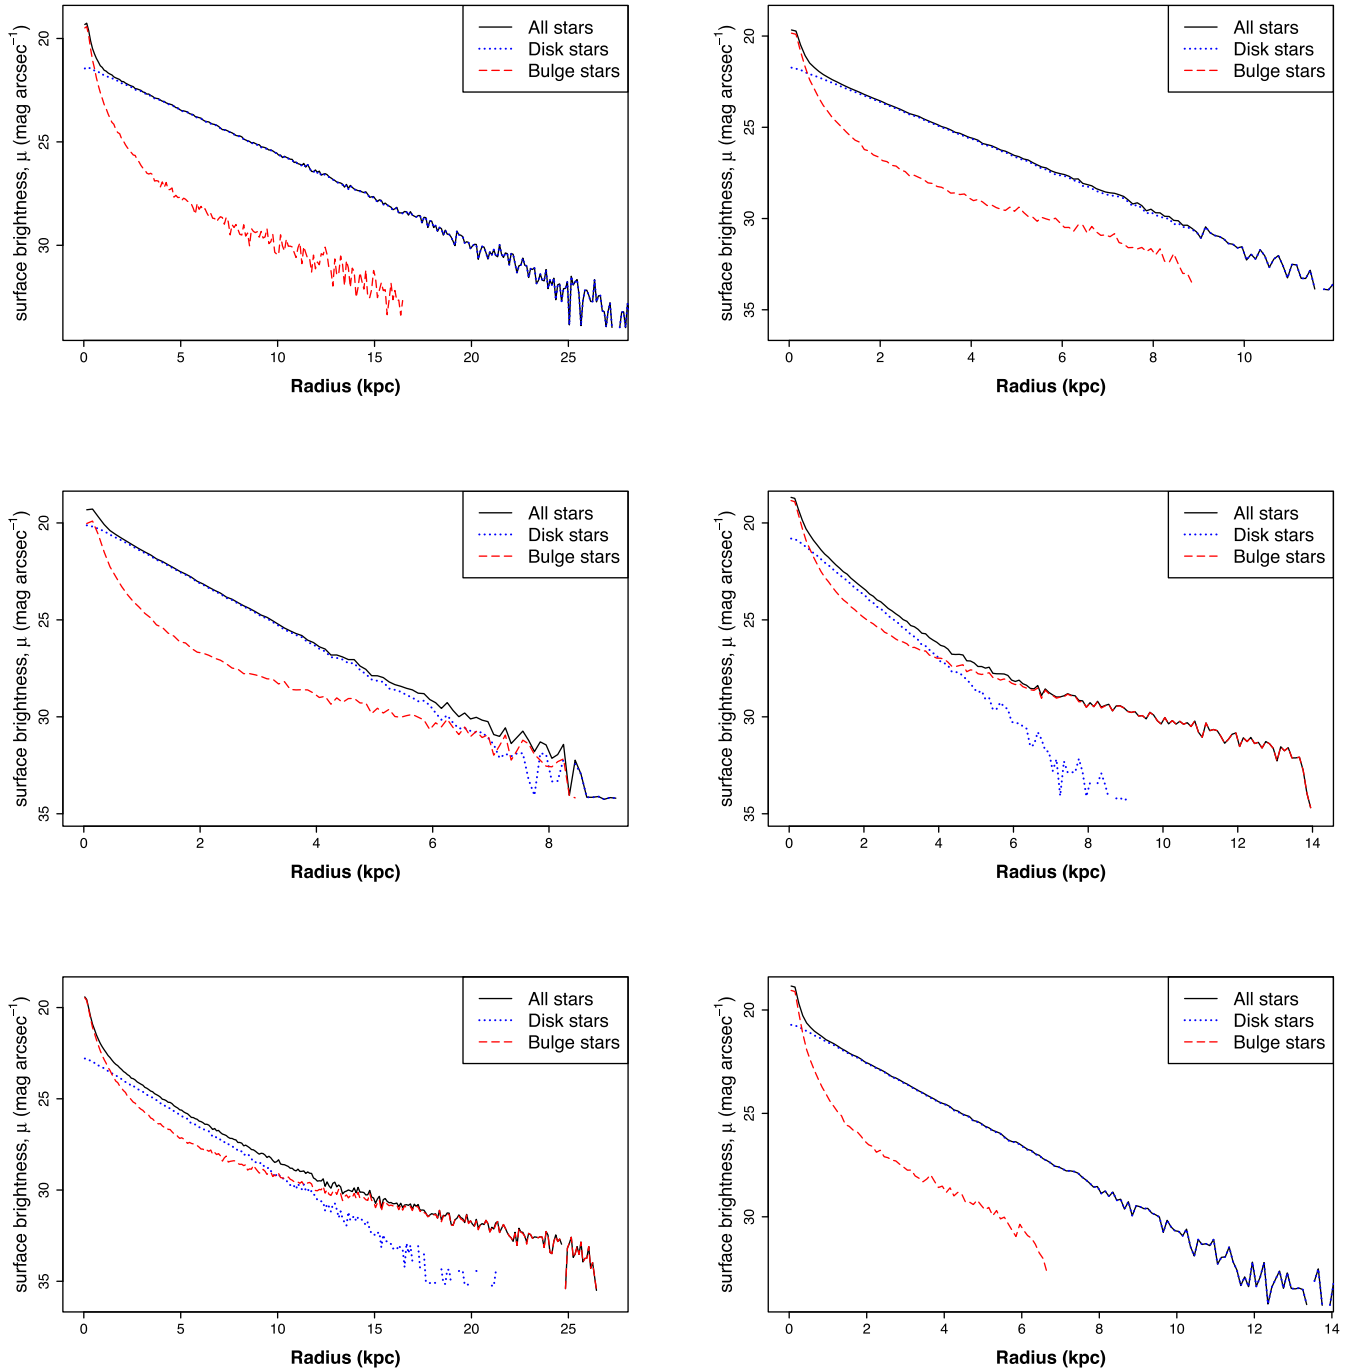 All stars
Disk stars
Bulge stars
surface brightness, μ (mag arcsec⁻¹)
20
25
30
0 5 10 15 20 25
Radius (kpc)
All stars
Disk stars
Bulge stars
surface brightness, μ (mag arcsec⁻¹)
20
25
30
35
0 2 4 6 8 10
Radius (kpc)
All stars
Disk stars
Bulge stars
surface brightness, μ (mag arcsec⁻¹)
20
25
30
35
0 2 4 6 8
Radius (kpc)
All stars
Disk stars
Bulge stars
surface brightness, μ (mag arcsec⁻¹)
20
25
30
35
0 2 4 6 8 10 12 14
Radius (kpc)
All stars
Disk stars
Bulge stars
surface brightness, μ (mag arcsec⁻¹)
20
25
30
35
0 5 10 15 20 25
Radius (kpc)
All stars
Disk stars
Bulge stars
surface brightness, μ (mag arcsec⁻¹)
20
25
30
0 2 4 6 8 10 12 14
Radius (kpc)